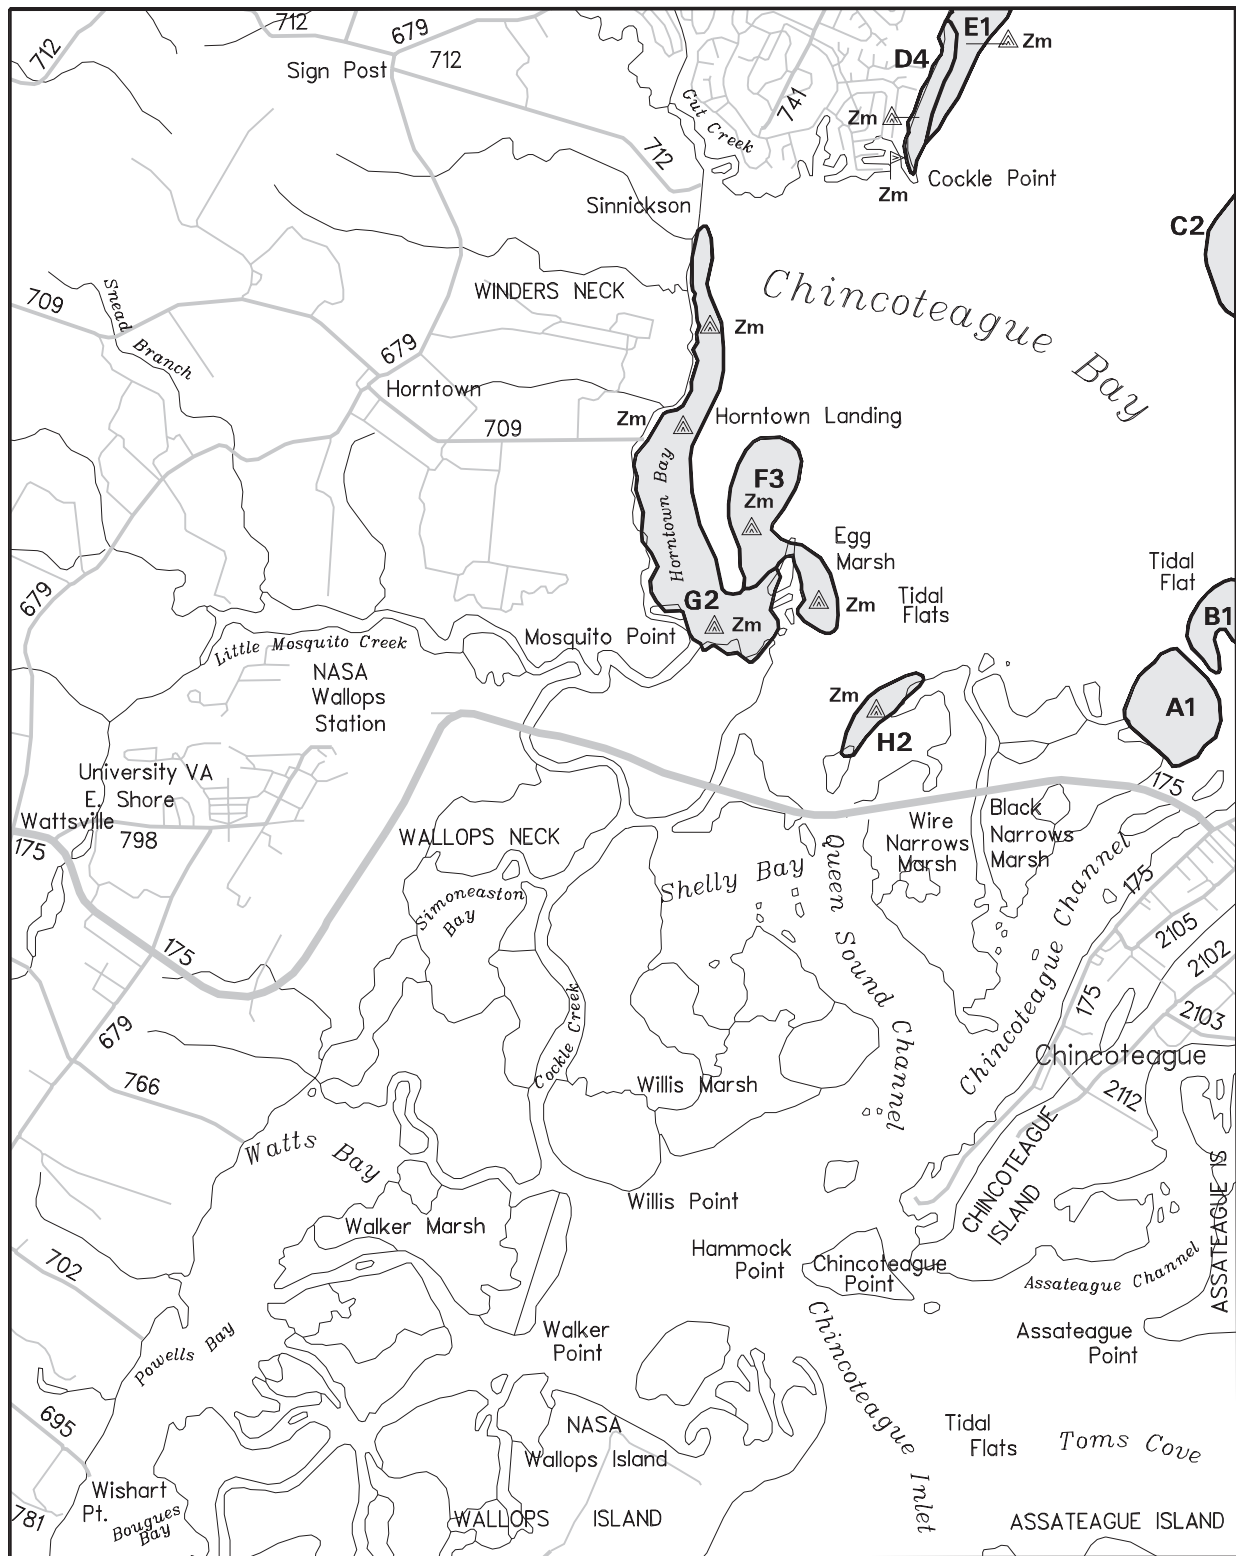 712
679
E1
Zm
712
712
D4
Sign Post
741
Zm
Gut Creek
712
Cockle Point
Zm
Sinnickson
C2
WINDERS NECK
Chincoteague Bay
709
Snead Branch
Zm
679
Horntown
Zm
Horntown Landing
709
Horntown Bay
F3
Zm
Egg
Marsh
Tidal
Flat
679
G2
Zm
Zm
Tidal
Flats
B1
Little Mosquito Creek
Mosquito Point
NASA
Wallops
Station
Zm
H2
A1
University VA
E. Shore
175
Wattsville
798
175
WALLOPS NECK
Wire
Narrows
Marsh
Black
Narrows
Marsh
Shelly Bay
Queen Sound Channel
Chincoteague Channel
175
Simoneaston
Bay
2105
2102
175
175
2103
679
Cockle Creek
Chincoteague
766
Willis Marsh
2112
Watts Bay
CHINCOTEAGUE
ISLAND
ASSATEAGUE IS
Willis Point
Walker Marsh
Hammock
Point
Chincoteague
Point
702
Assateague Channel
Powells Bay
Walker
Point
Assateague
Point
Chincoteague Inlet
695
NASA
Wallops Island
Tidal
Flats
Toms Cove
Wishart
Pt.
781
Bougues
Bay
WALLOPS ISLAND
ASSATEAGUE ISLAND